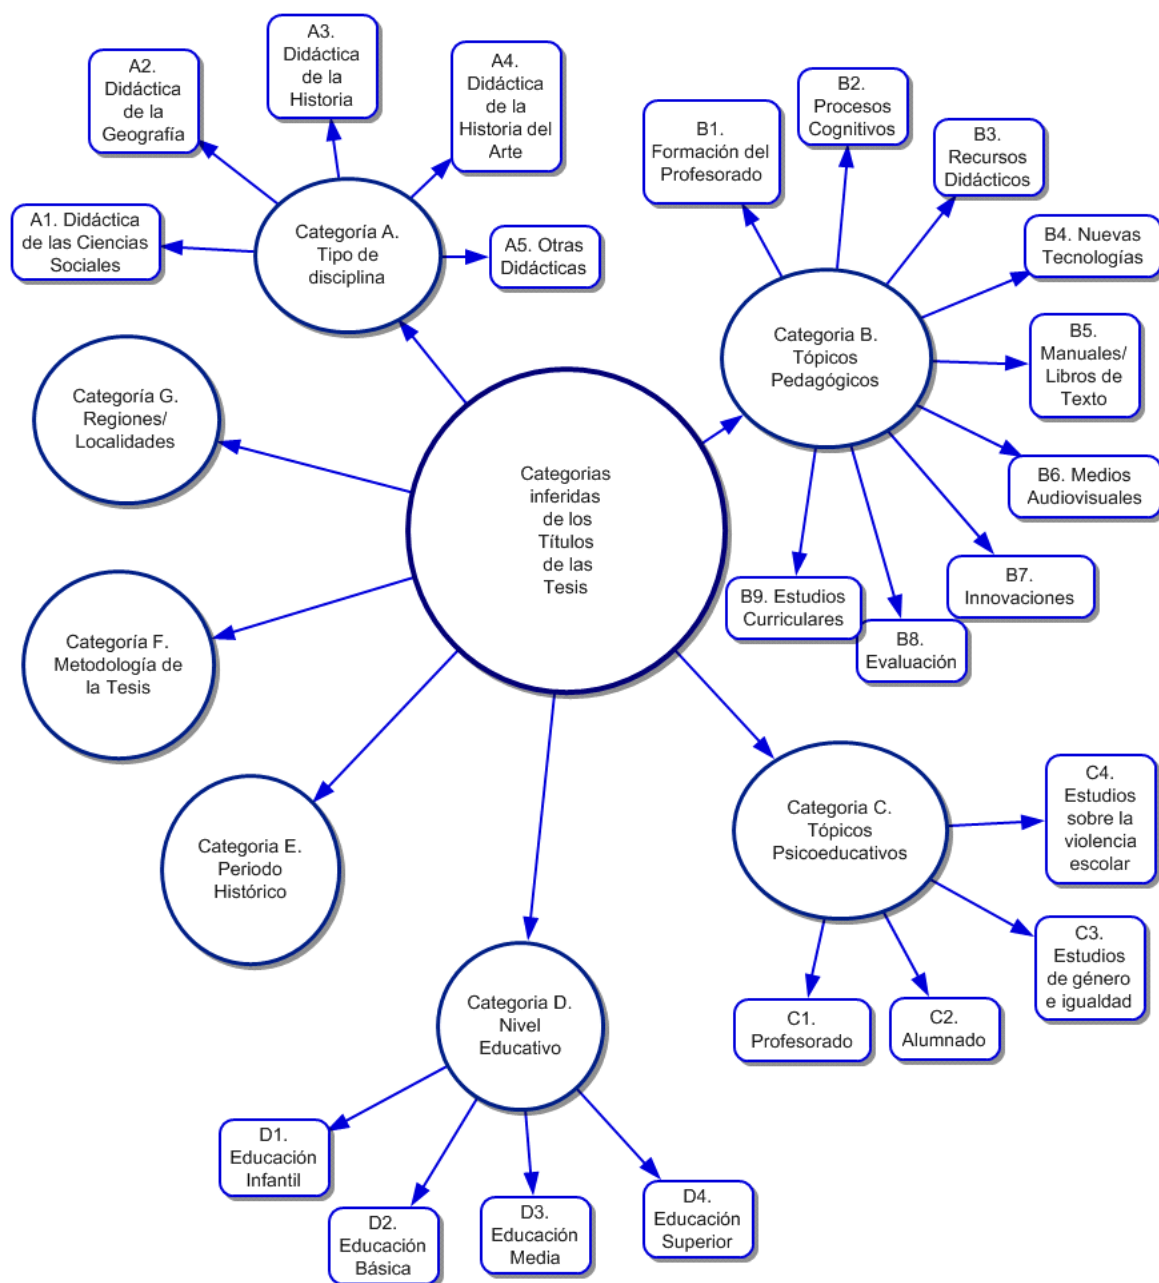 A1. Didáctica
de las Ciencias
Sociales
A2.
Didáctica
de la
Geografía
A3.
Didáctica
de la
Historia
A4.
Didáctica
de la
Historia del
Arte
A5. Otras
Didácticas
Categoría A.
Tipo de
disciplina
B1.
Formación del
Profesorado
B2.
Procesos
Cognitivos
B3.
Recursos
Didácticos
B4. Nuevas
Tecnologías
B5.
Manuales/
Libros de
Texto
B6. Medios
Audiovisuales
B7.
Innovaciones
B8.
Evaluación
B9. Estudios
Curriculares
Categoria B.
Tópicos
Pedagógicos
Categoría G.
Regiones/
Localidades
Categorias
inferidas
de los
Títulos
de las
Tesis
Categoría F.
Metodología de
la Tesis
Categoria E.
Periodo
Histórico
Categoria C.
Tópicos
Psicoeducativos
C4.
Estudios
sobre la
violencia
escolar
C3.
Estudios
de género
e igualdad
C1.
Profesorado
C2.
Alumnado
Categoria D.
Nivel
Educativo
D1.
Educación
Infantil
D2.
Educación
Básica
D3.
Educación
Media
D4.
Educación
Superior